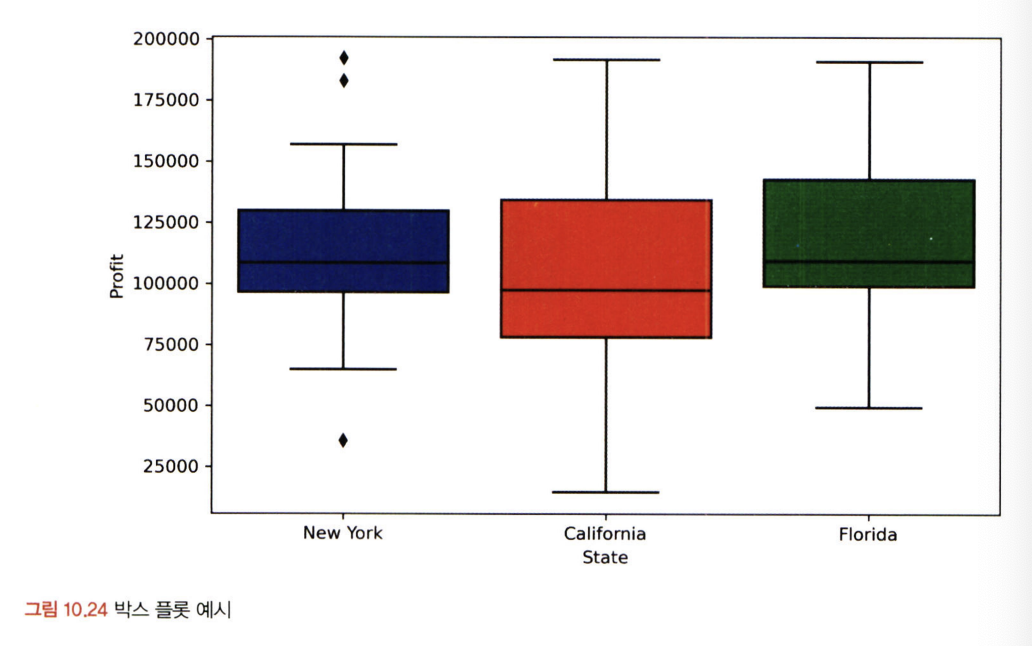 200000
175000
150000
125000
100000
75000
50000
25000
Profit
New York
California
Florida
State
그림 10.24 박스 플롯 예시